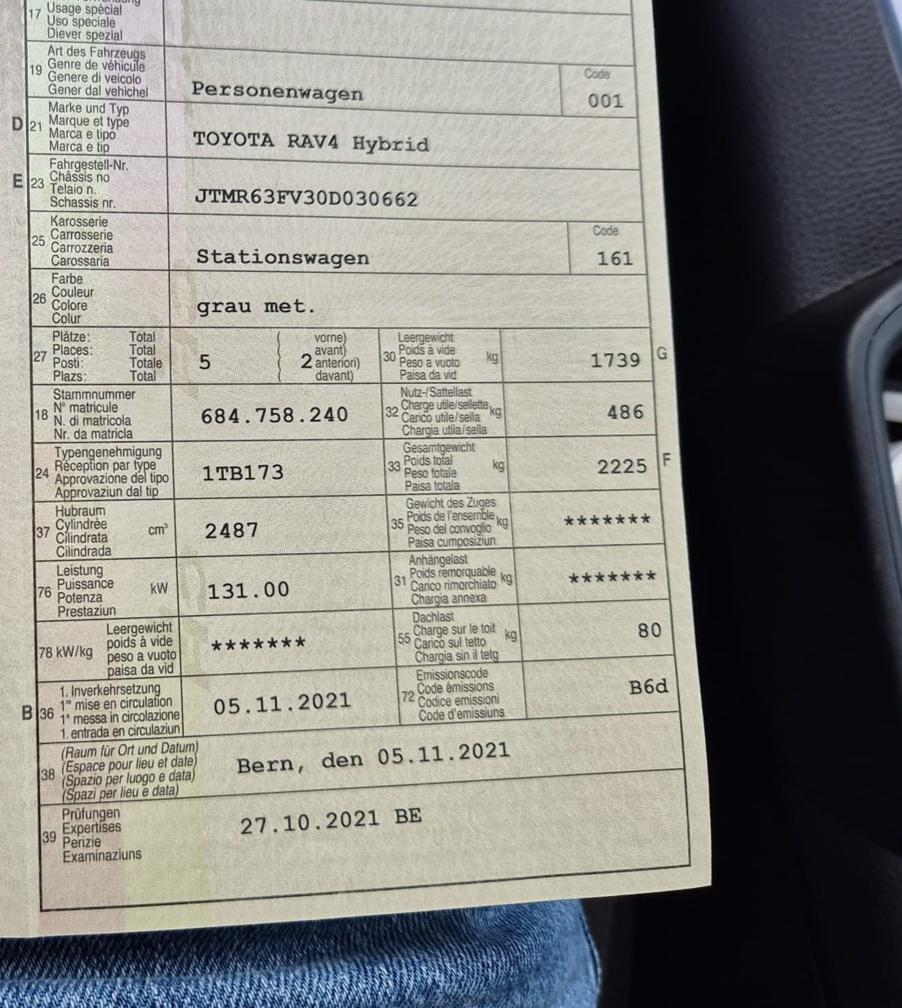 17 Usage spécial
Uso speciale
Diever spezial
Art des Fahrzeugs
19 Genre de véhicule
Genere di veicolo
Gener dal vehichel
Personenwagen
Code
001
D 21 Marke und Typ
Marque et type
Marca e tipo
Marca e tip
TOYOTA RAV4 Hybrid
E 23 Fahrgestell-Nr.
Châssis no
Telaio n.
Schassis nr.
JTMR63FV30D030662
25 Karosserie
Carrosserie
Carrozzeria
Carossaria
Stationswagen
Code
161
26 Farbe
Couleur
Colore
Colur
grau met.
27 Plätze: Total
Places: Total
Posti: Totale
Plazs: Total
5
( vorne)
avant)
2 anteriori)
davant)
30 Leergewicht
Poids à vide
Peso a vuoto
Paisa da vid
kg
1739 G
18 Stammnummer
N° matricule
N. di matricola
Nr. da matricla
684.758.240
32 Nutz-/Sattellast
Charge utile/sellette
Carico utile/sella
Chargia utila/sella
kg
486
24 Typengenehmigung
Réception par type
Approvazione del tipo
Approvaziun dal tip
1TB173
33 Gesamtgewicht
Poids total
Peso totale
Paisa totala
kg
2225 F
37 Hubraum
Cylindrée
Cilindrata
Cilindrada
cm³
2487
35 Gewicht des Zuges
Poids de l'ensemble
Peso del convoglio
Paisa cumposiziun
kg
*******
76 Leistung
Puissance
Potenza
Prestaziun
kW
131.00
31 Anhängelast
Poids remorquable
Carico rimorchiato
Chargia annexa
kg
*******
78 kW/kg
Leergewicht
poids à vide
peso a vuoto
paisa da vid
*******
55 Dachlast
Charge sur le toit
Carico sul tetto
Chargia sin il tetg
kg
80
B 36 1. Inverkehrsetzung
1re mise en circulation
1a messa in circolazione
1. entrada en circulaziun
05.11.2021
72 Emissionscode
Code émissions
Codice emissioni
Code d'emissiuns
B6d
38 (Raum für Ort und Datum)
(Espace pour lieu et date)
(Spazio per luogo e data)
(Spazi per lieu e data)
Bern, den 05.11.2021
39 Prüfungen
Expertises
Perizie
Examinaziuns
27.10.2021 BE